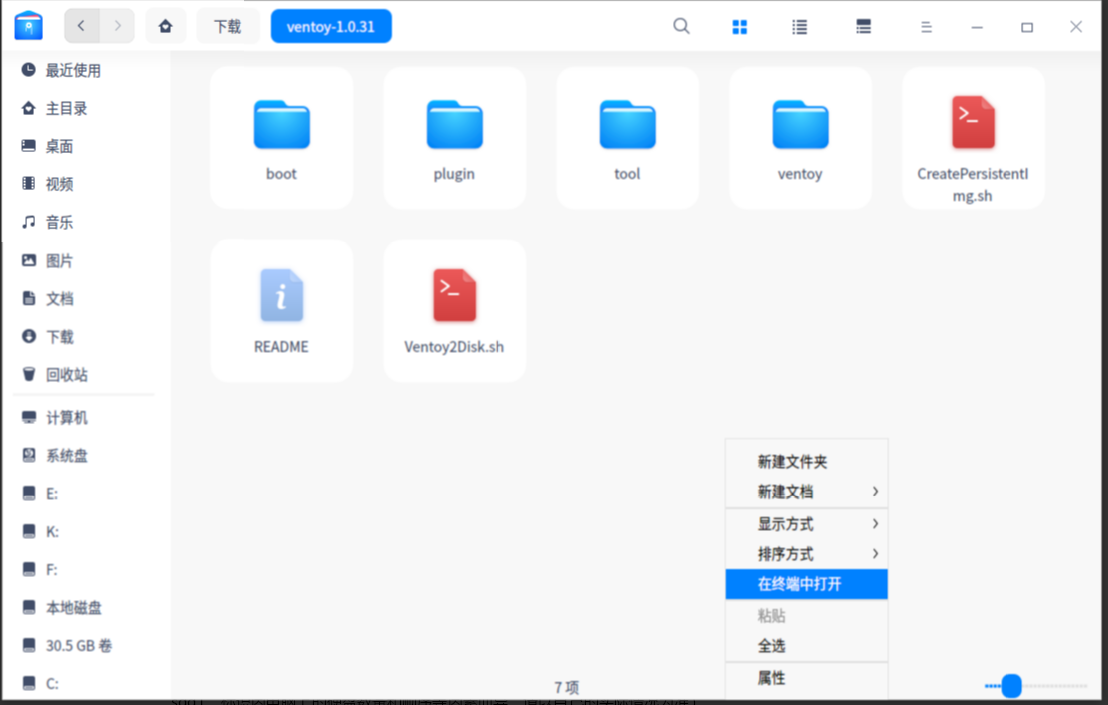 下载
ventoy-1.0.31
最近使用
主目录
桌面
视频
音乐
图片
文档
下载
回收站
计算机
系统盘
E:
K:
F:
本地磁盘
30.5 GB 卷
C:
boot
plugin
tool
ventoy
CreatePersistentI
mg.sh
README
Ventoy2Disk.sh
新建文件夹
新建文档
显示方式
排序方式
在终端中打开
粘贴
全选
属性
7 项